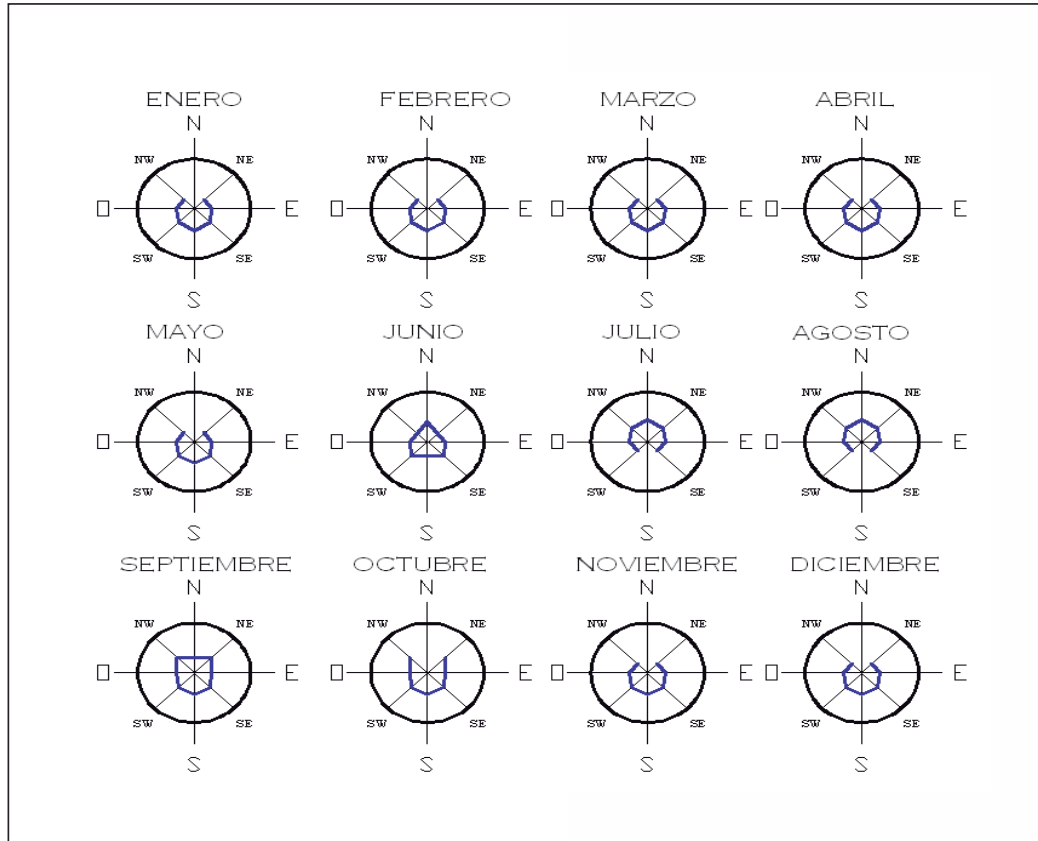 ENERO FEBRERO MARZO ABRIL
N N N N
NW NE NW NE NW NE NW NE
O E O E O E O E
SW SE SW SE SW SE SW SE
S S S S
MAYO JUNIO JULIO AGOSTO
N N N N
NW NE NW NE NW NE NW NE
O E O E O E O E
SW SE SW SE SW SE SW SE
S S S S
SEPTIEMBRE OCTUBRE NOVIEMBRE DICIEMBRE
N N N N
NW NE NW NE NW NE NW NE
O E O E O E O E
SW SE SW SE SW SE SW SE
S S S S